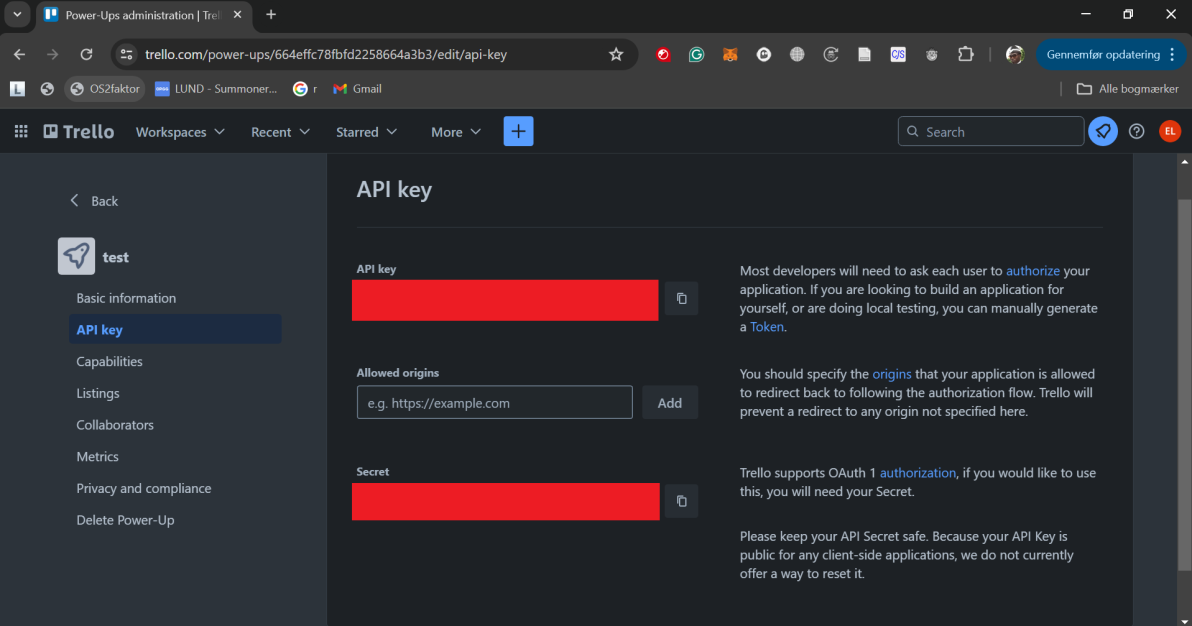 Power-Ups administration | Trel
trello.com/power-ups/664effc78fbfd2258664a3b3/edit/api-key
Gennemfør opdatering
OS2faktor
LUND - Summoner...
r
Gmail
Alle bogmærker
Trello
Workspaces
Recent
Starred
More
Search
EL
Back
test
Basic information
API key
Capabilities
Listings
Collaborators
Metrics
Privacy and compliance
Delete Power-Up
API key
API key
Most developers will need to ask each user to authorize your
application. If you are looking to build an application for
yourself, or are doing local testing, you can manually generate
a Token.
Allowed origins
e.g. https://example.com
Add
You should specify the origins that your application is allowed
to redirect back to following the authorization flow. Trello will
prevent a redirect to any origin not specified here.
Secret
Trello supports OAuth 1 authorization, if you would like to use
this, you will need your Secret.
Please keep your API Secret safe. Because your API Key is
public for any client-side applications, we do not currently
offer a way to reset it.